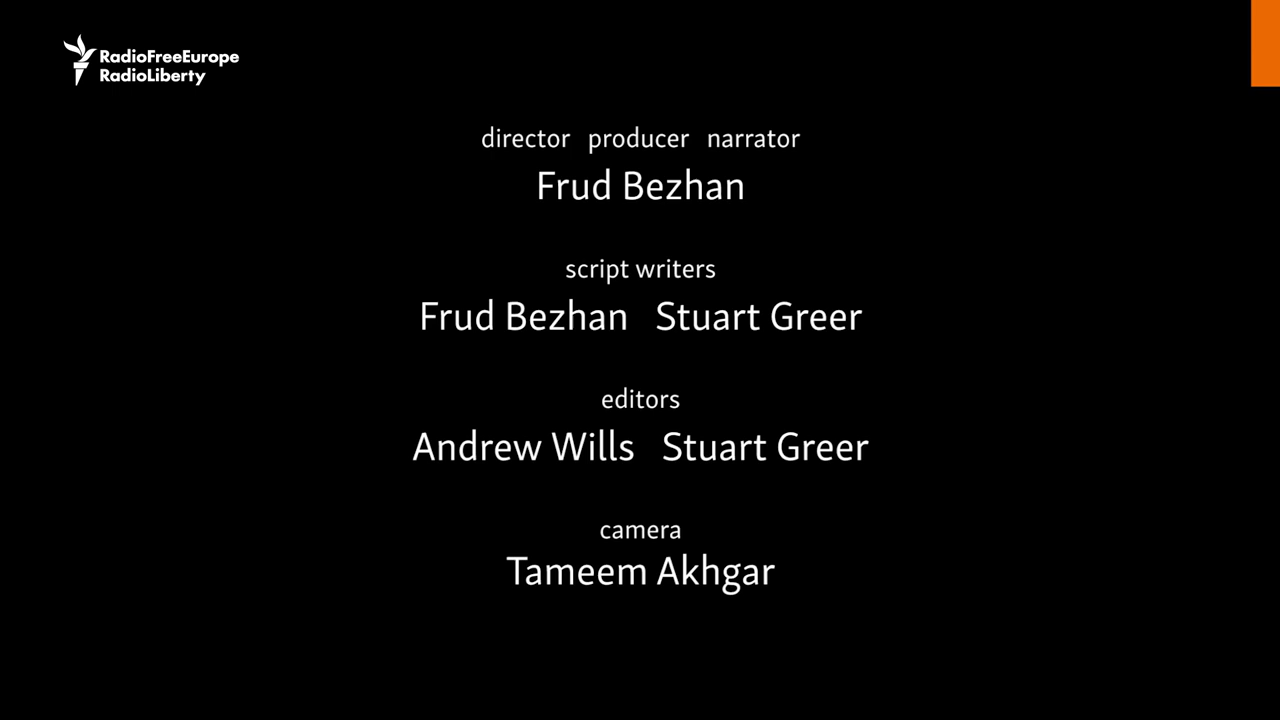 RadioFreeEurope
RadioLiberty
director producer narrator
Frud Bezhan
script writers
Frud Bezhan Stuart Greer
editors
Andrew Wills Stuart Greer
camera
Tameem Akhgar